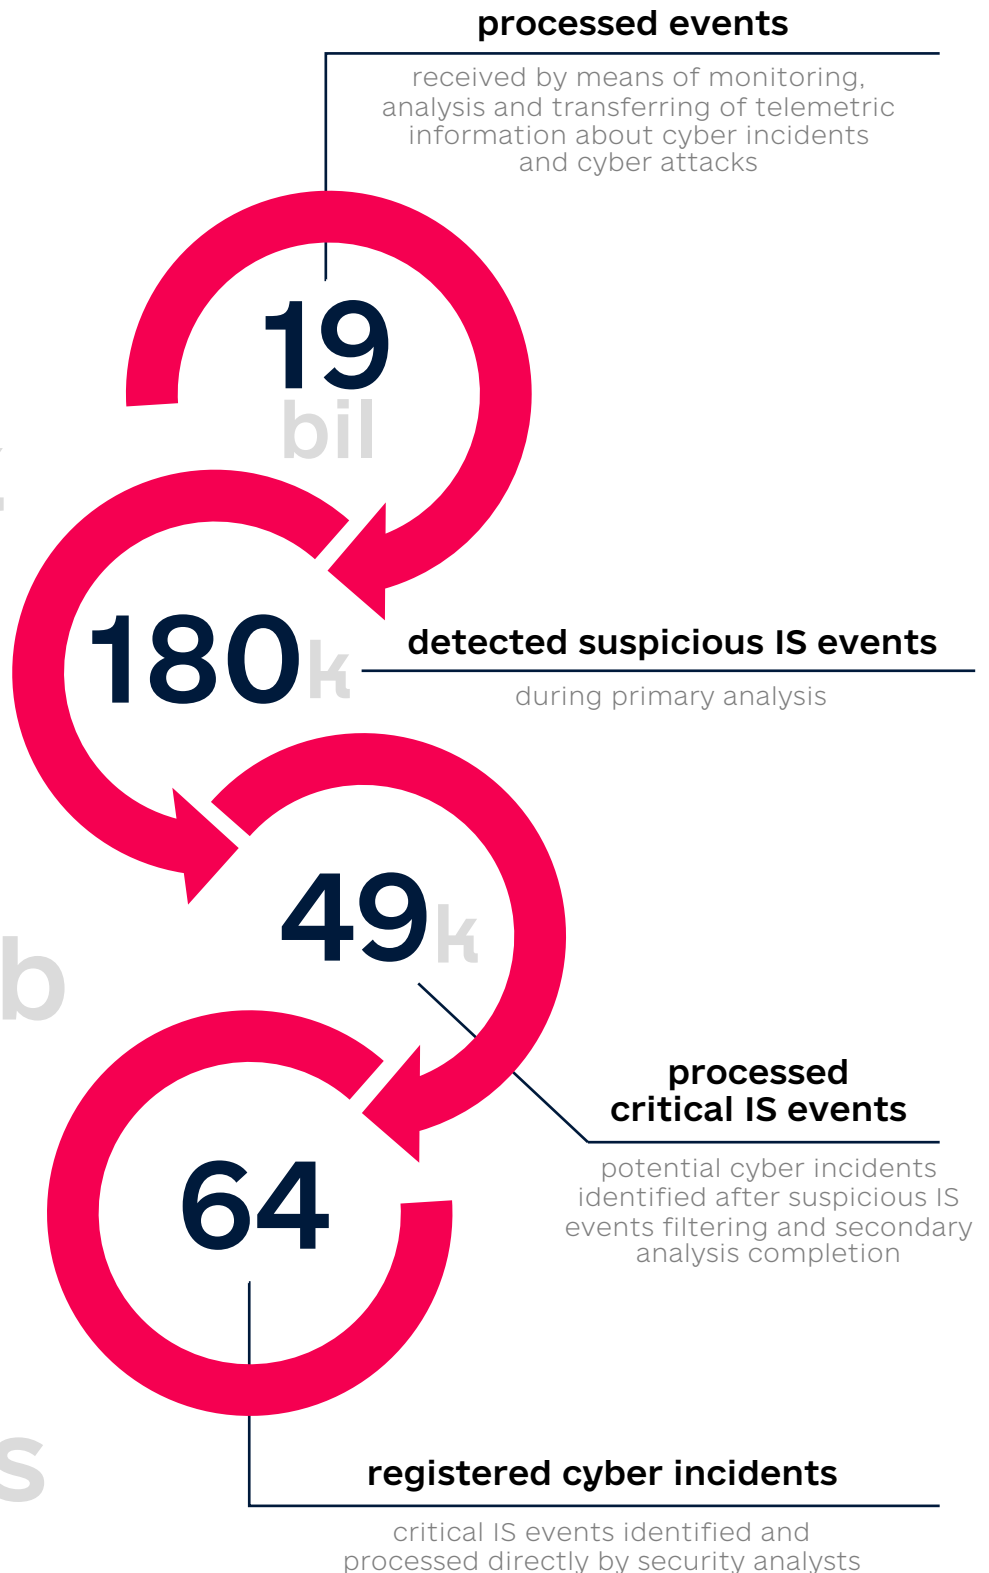 processed events
received by means of monitoring,
analysis and transferring of telemetric
information about cyber incidents
and cyber attacks
19
bil
180k
detected suspicious IS events
during primary analysis
49k
processed
critical IS events
potential cyber incidents
identified after suspicious IS
events filtering and secondary
analysis completion
64
registered cyber incidents
critical IS events identified and
processed directly by security analysts
b
s